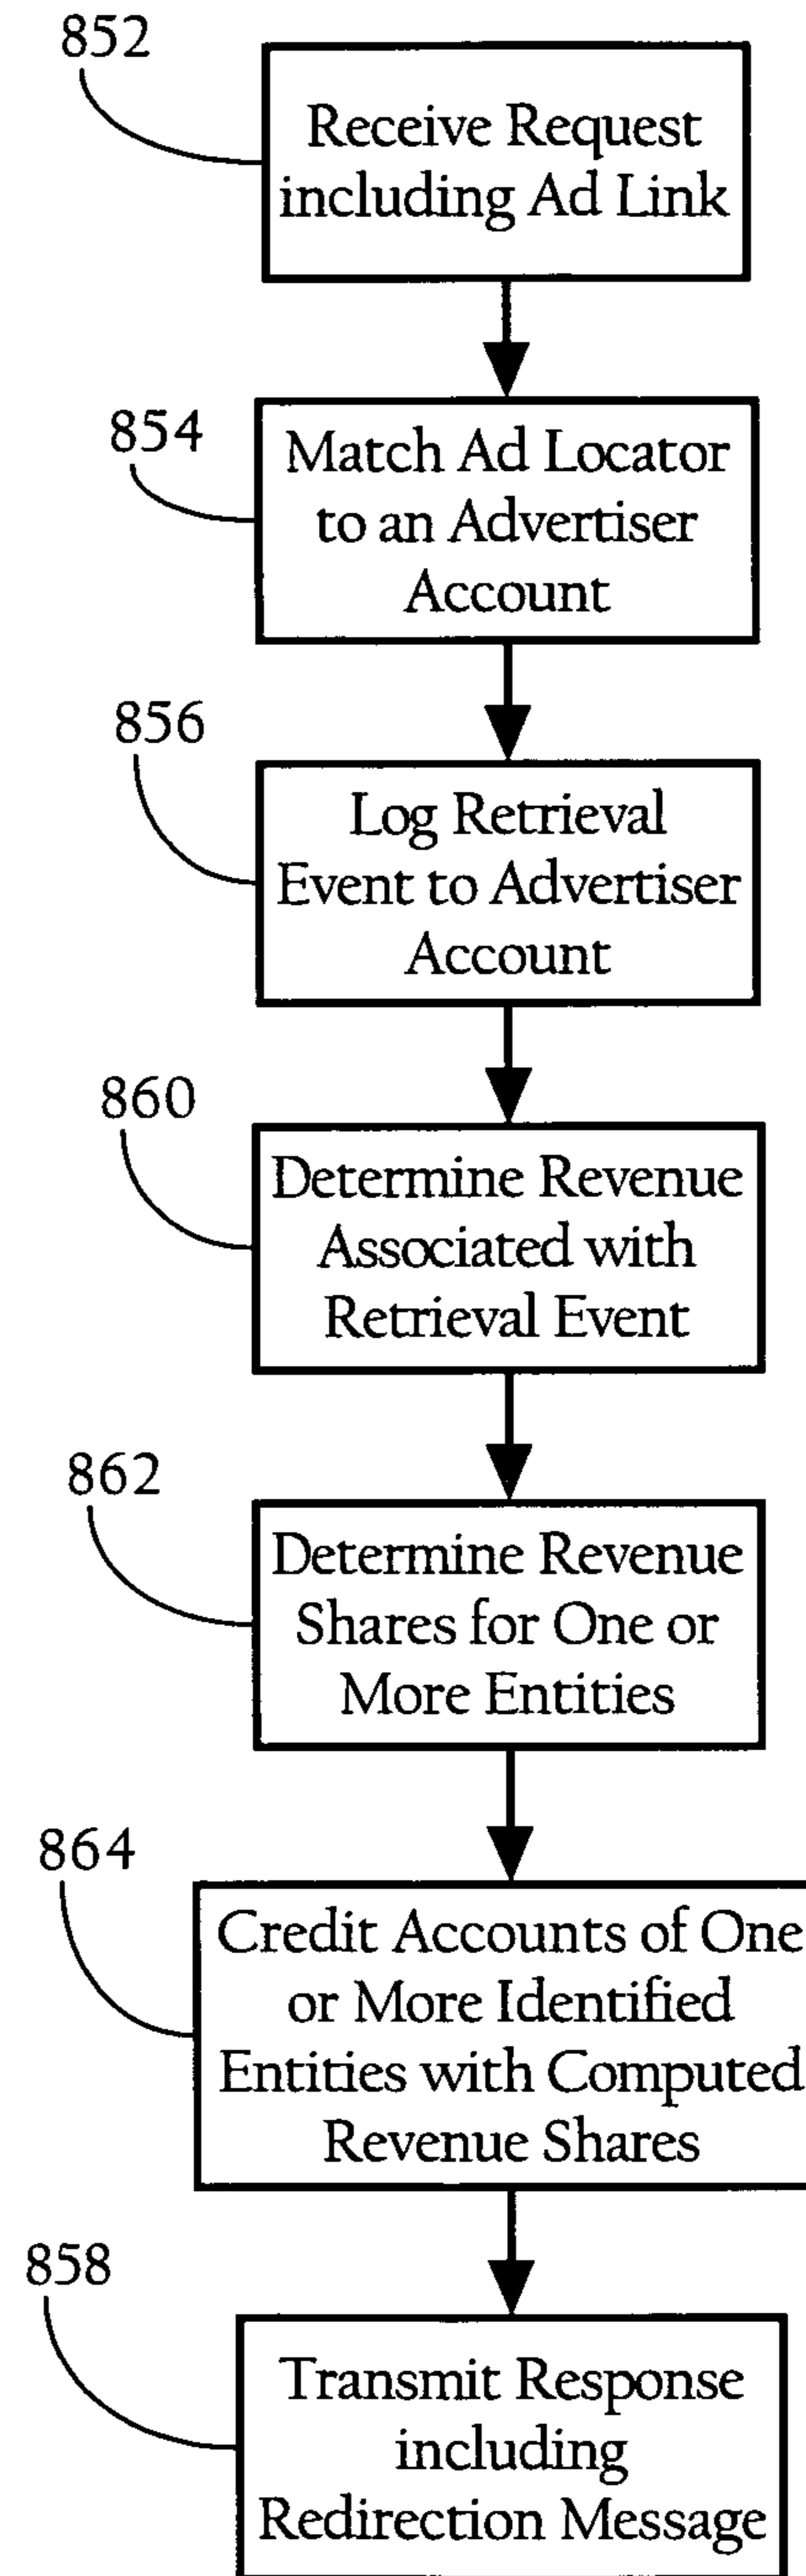 852
Receive Request
including Ad Link
854
Match Ad Locator
to an Advertiser
Account
856
Log Retrieval
Event to Advertiser
Account
860
Determine Revenue
Associated with
Retrieval Event
862
Determine Revenue
Shares for One or
More Entities
864
Credit Accounts of One
or More Identified
Entities with Computed
Revenue Shares
858
Transmit Response
including
Redirection Message